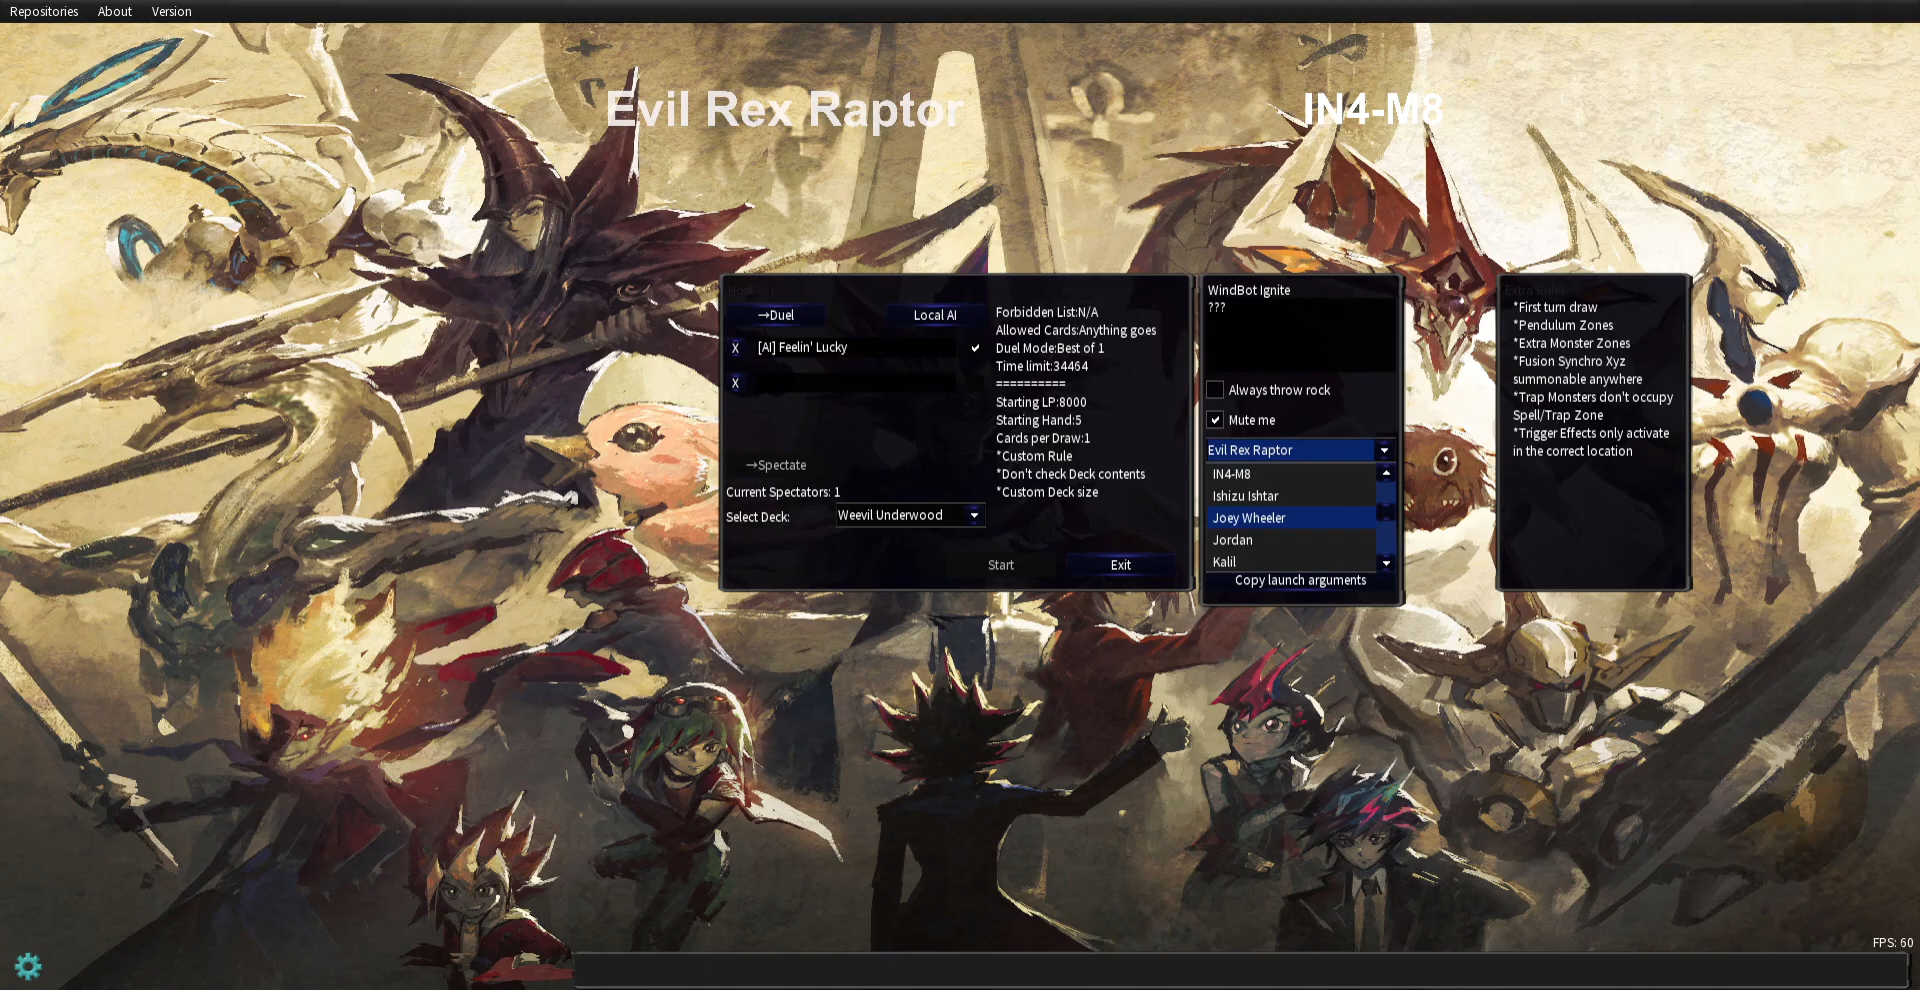 Repositories About Version
Evil Rex Raptor
IN4-M8
Host
→Duel
Local AI
X [AI] Feelin' Lucky
X
→Spectate
Current Spectators: 1
Select Deck: Weevil Underwood
Start
Exit
Forbidden List:N/A
Allowed Cards:Anything goes
Duel Mode:Best of 1
Time limit:34464
==========
Starting LP:8000
Starting Hand:5
Cards per Draw:1
*Custom Rule
*Don't check Deck contents
*Custom Deck size
WindBot Ignite
???
Always throw rock
Mute me
Evil Rex Raptor
IN4-M8
Ishizu Ishtar
Joey Wheeler
Jordan
Kalil
Copy launch arguments
Extra Rules
*First turn draw
*Pendulum Zones
*Extra Monster Zones
*Fusion Synchro Xyz
summonable anywhere
*Trap Monsters don't occupy
Spell/Trap Zone
*Trigger Effects only activate
in the correct location
FPS: 60